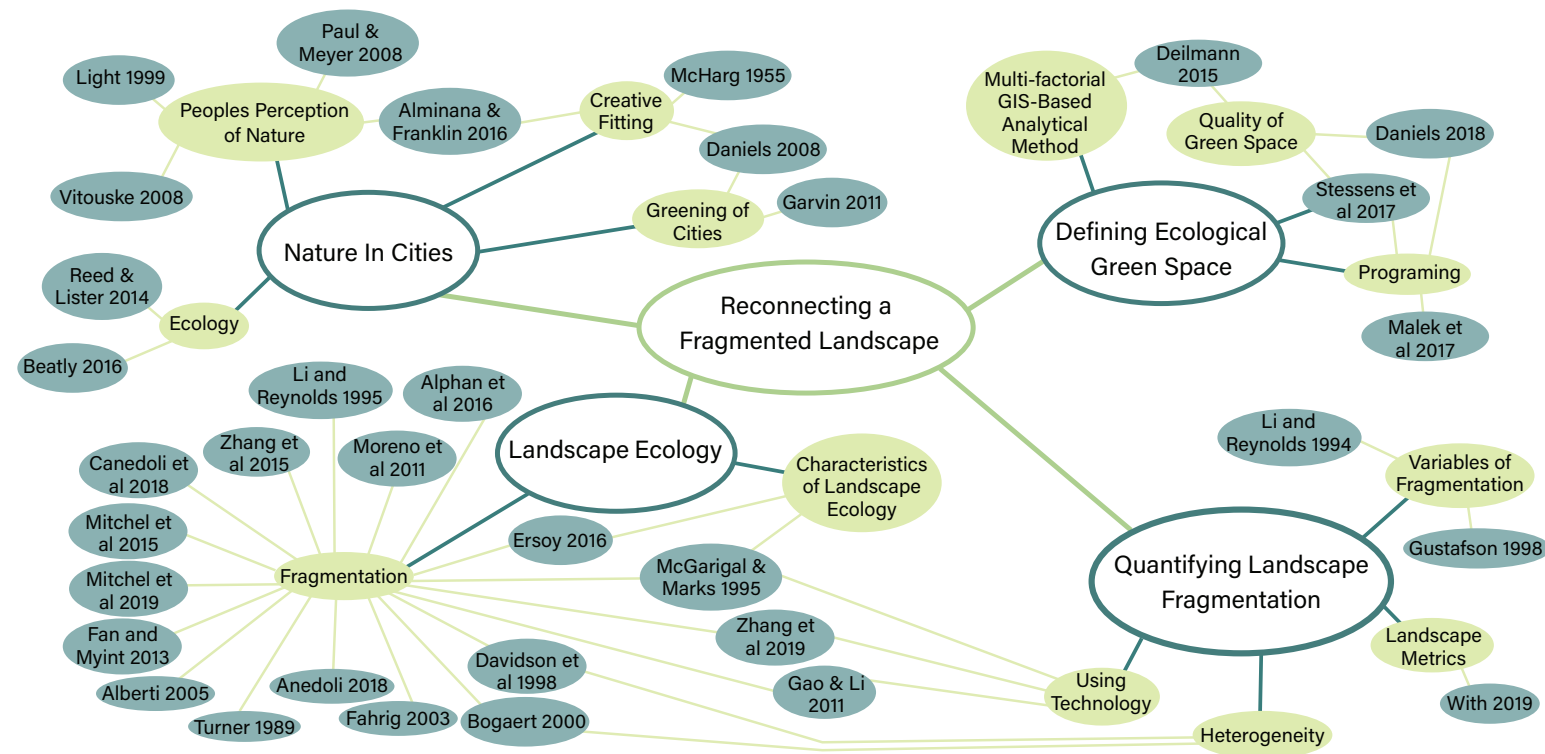 Paul &
Meyer 2008
Light 1999
Peoples Perception
of Nature
Alminana &
Franklin 2016
Creative
Fitting
McHarg 1955
Daniels 2008
Vitouske 2008
Greening of
Cities
Garvin 2011
Nature In Cities
Reed &
Lister 2014
Ecology
Beatly 2016
Multi-factorial
GIS-Based
Analytical
Method
Deilmann
2015
Quality of
Green Space
Daniels 2018
Stessens et
al 2017
Defining Ecological
Green Space
Programing
Malek et
al 2017
Reconnecting a
Fragmented Landscape
Li and
Reynolds 1995
Alphan et
al 2016
Zhang et
al 2015
Moreno et
al 2011
Landscape Ecology
Characteristics
of Landscape
Ecology
Canedoli et
al 2018
Mitchel et
al 2015
Ersoy 2016
Fragmentation
Mitchel et
al 2019
McGarigal &
Marks 1995
Fan and
Myint 2013
Zhang et
al 2019
Alberti 2005
Anedoli 2018
Davidson et
al 1998
Gao & Li
2011
Turner 1989
Fahrig 2003
Bogaert 2000
Li and
Reynolds 1994
Variables of
Fragmentation
Gustafson 1998
Quantifying Landscape
Fragmentation
Landscape
Metrics
With 2019
Using
Technology
Heterogeneity